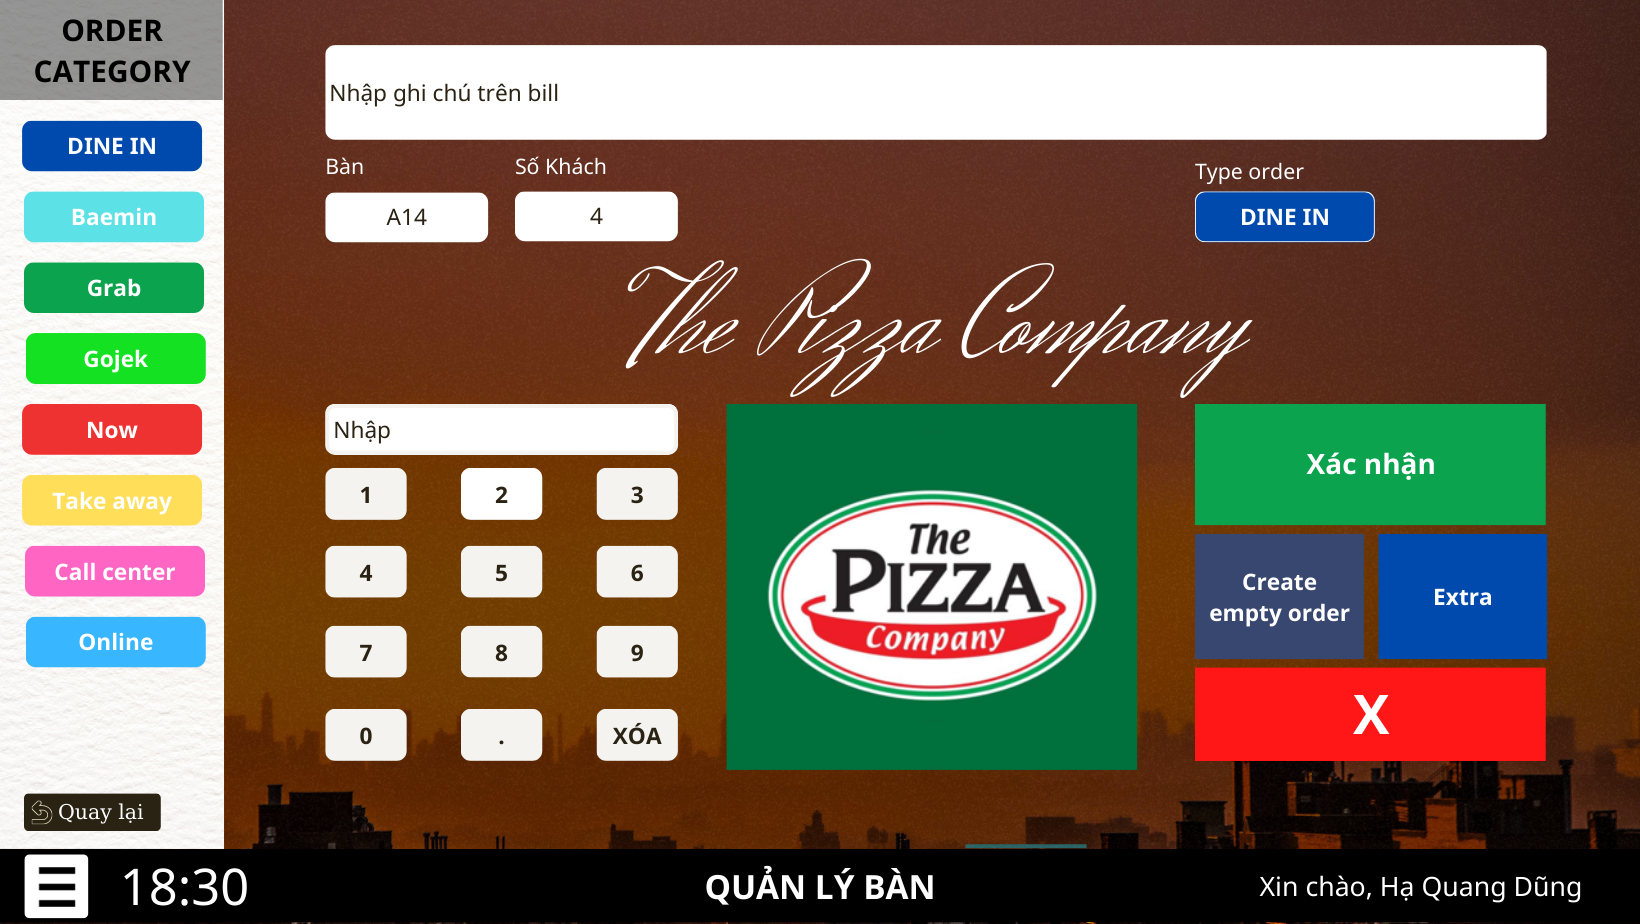 ORDER
CATEGORY
DINE IN
Baemin
Grab
Gojek
Now
Take away
Call center
Online
Quay lại
Nhập ghi chú trên bill
Bàn
Số Khách
Type order
A14
4
DINE IN
The Pizza Company
Nhập
1 2 3
4 5 6
7 8 9
0 . XÓA
The
PIZZA
Company
Xác nhận
Create
empty order
Extra
X
18:30
QUẢN LÝ BÀN
Xin chào, Hạ Quang Dũng